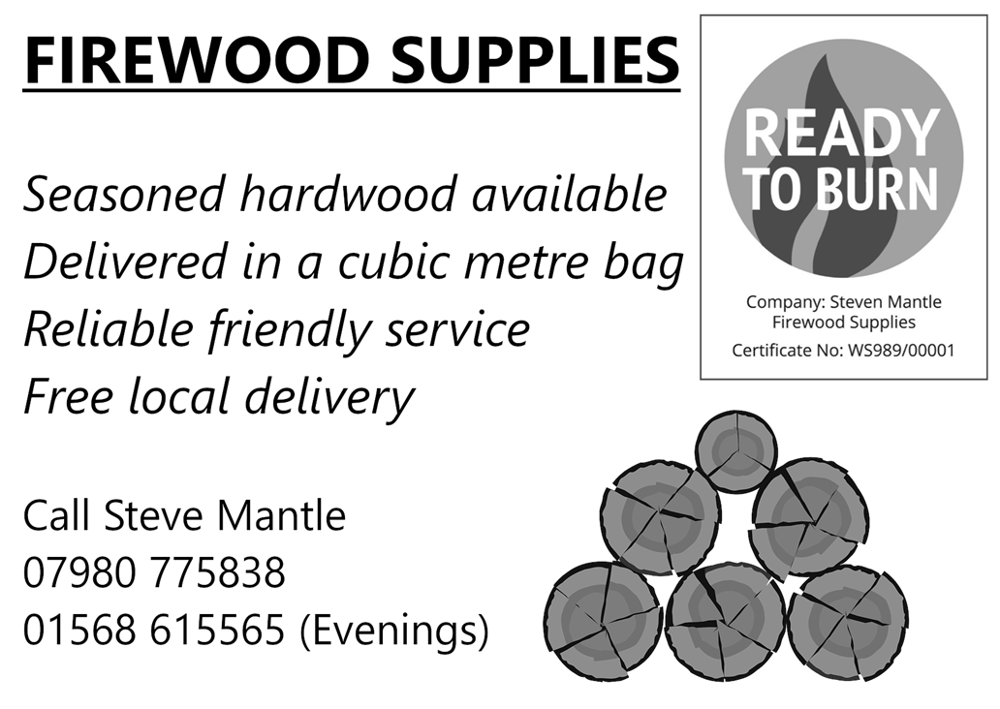 FIREWOOD SUPPLIES
Seasoned hardwood available
Delivered in a cubic metre bag
Reliable friendly service
Free local delivery
Call Steve Mantle
07980 775838
01568 615565 (Evenings)
READY
TO BURN
Company: Steven Mantle
Firewood Supplies
Certificate No: WS989/00001